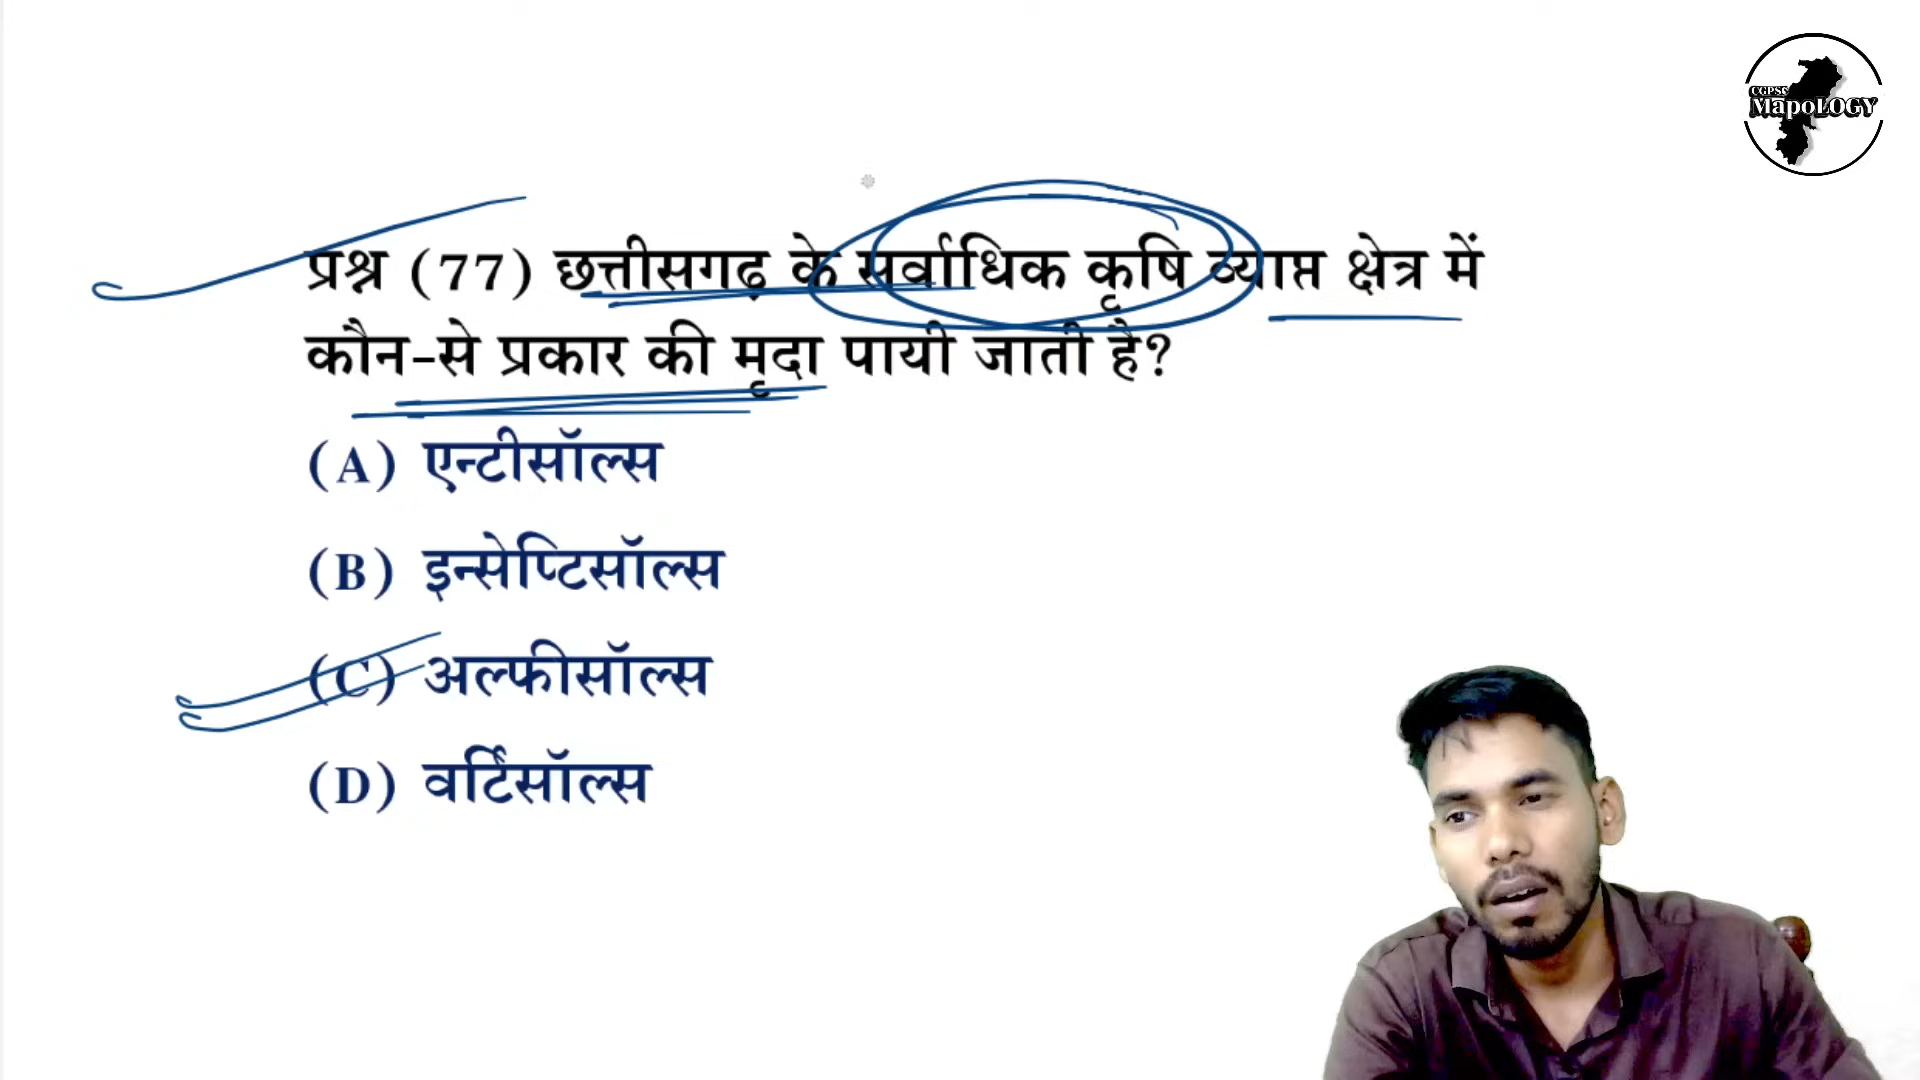 CGPSC
MapoLOGY
प्रश्न (77) छत्तीसगढ़ के सर्वाधिक कृषि व्याप्त क्षेत्र में
कौन-से प्रकार की मृदा पायी जाती है?
(A) एन्टीसॉल्स
(B) इन्सेप्टिसॉल्स
(C) अल्फीसॉल्स
(D) वर्टिसॉल्स